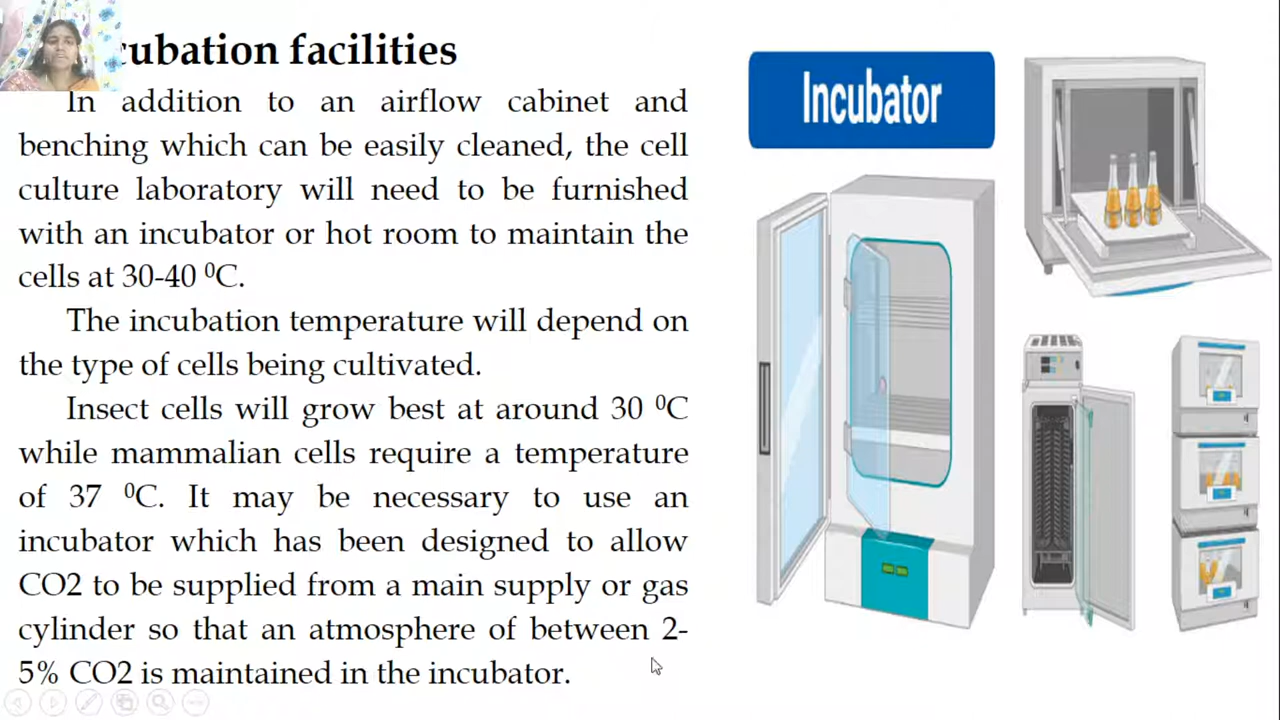 cubation facilities
In addition to an airflow cabinet and
benching which can be easily cleaned, the cell
culture laboratory will need to be furnished
with an incubator or hot room to maintain the
cells at 30-40 ⁰C.
The incubation temperature will depend on
the type of cells being cultivated.
Insect cells will grow best at around 30 ⁰C
while mammalian cells require a temperature
of 37 ⁰C. It may be necessary to use an
incubator which has been designed to allow
CO2 to be supplied from a main supply or gas
cylinder so that an atmosphere of between 2-
5% CO2 is maintained in the incubator.
Incubator